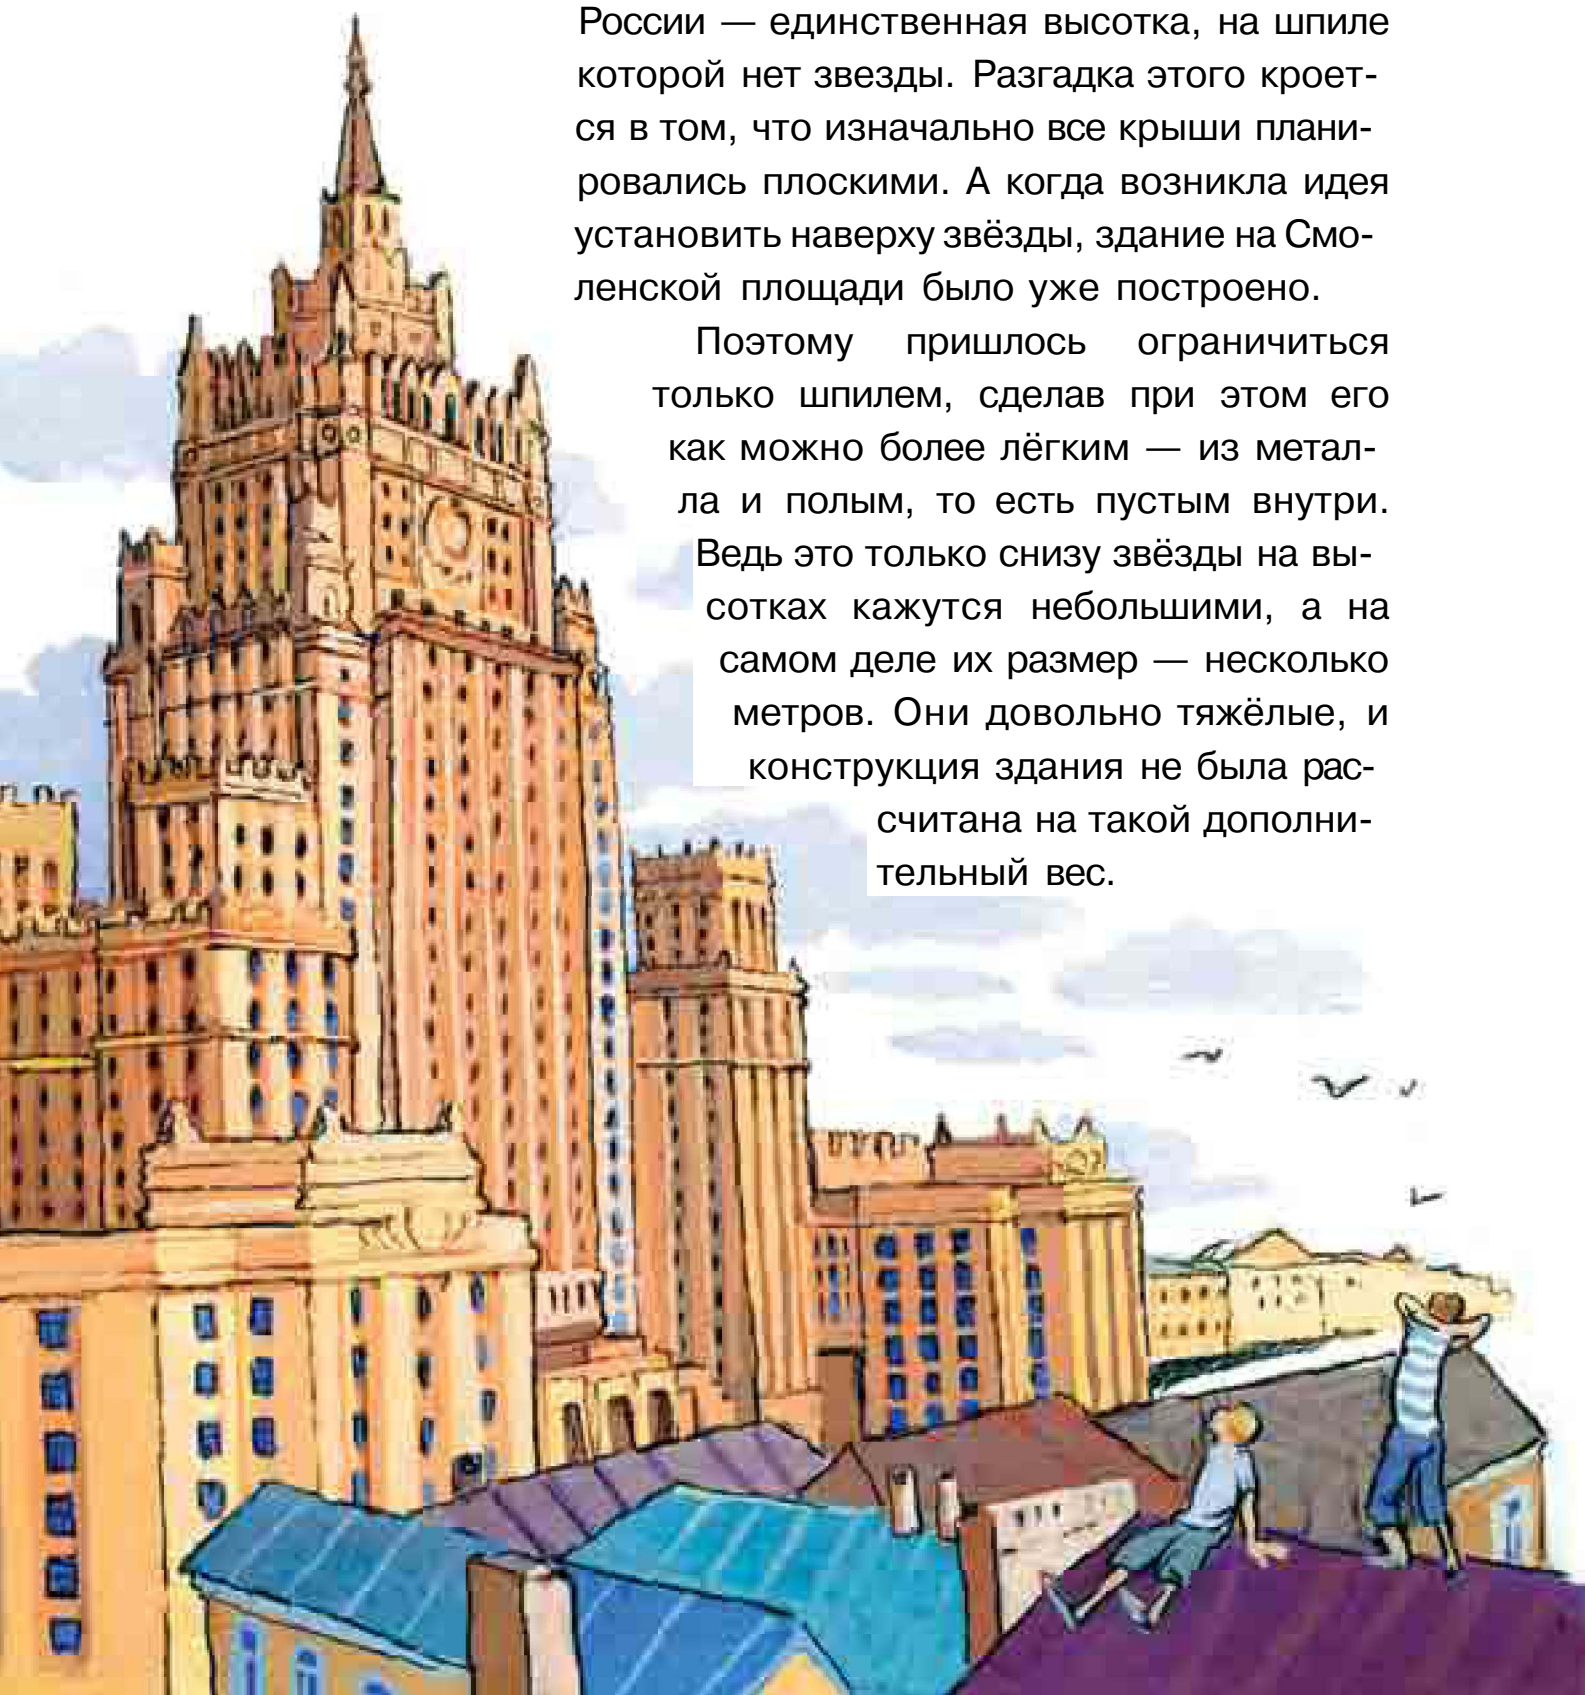 России — единственная высотка, на шпиле
которой нет звезды. Разгадка этого кроет-
ся в том, что изначально все крыши плани-
ровались плоскими. А когда возникла идея
установить наверху звёзды, здание на Смо-
ленской площади было уже построено.
Поэтому пришлось ограничиться
только шпилем, сделав при этом его
как можно более лёгким — из метал-
ла и полым, то есть пустым внутри.
Ведь это только снизу звёзды на вы-
сотках кажутся небольшими, а на
самом деле их размер — несколько
метров. Они довольно тяжёлые, и
конструкция здания не была рас-
считана на такой дополни-
тельный вес.